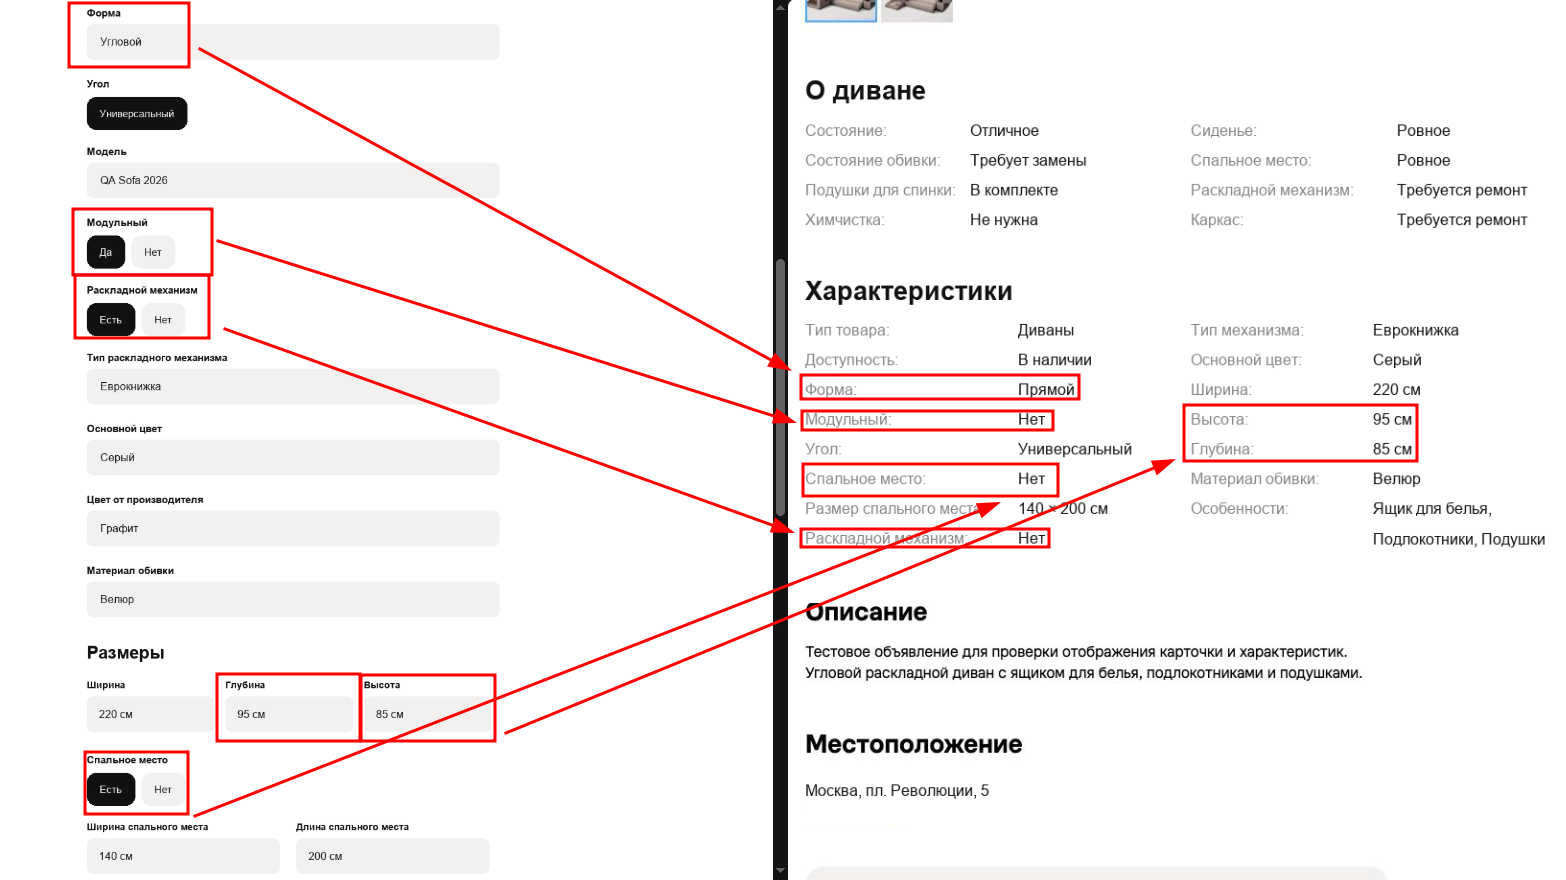 Форма
Угловой
Угол
Универсальный
Модель
QA Sofa 2026
Модульный
Да Нет
Раскладной механизм
Есть Нет
Тип раскладного механизма
Еврокнижка
Основной цвет
Серый
Цвет от производителя
Графит
Материал обивки
Велюр
Размеры
Ширина Глубина Высота
220 см 95 см 85 см
Спальное место
Есть Нет
Ширина спального места Длина спального места
140 см 200 см
О диване
Состояние: Отличное Сиденье: Ровное
Состояние обивки: Требует замены Спальное место: Ровное
Подушки для спинки: В комплекте Раскладной механизм: Требуется ремонт
Химчистка: Не нужна Каркас: Требуется ремонт
Характеристики
Тип товара: Диваны Тип механизма: Еврокнижка
Доступность: В наличии Основной цвет: Серый
Форма: Прямой Ширина: 220 см
Модульный: Нет Высота: 95 см
Угол: Универсальный Глубина: 85 см
Спальное место: Нет Материал обивки: Велюр
Размер спального места: 140 × 200 см Особенности: Ящик для белья,
Раскладной механизм: Нет Подлокотники, Подушки
Описание
Тестовое объявление для проверки отображения карточки и характеристик.
Угловой раскладной диван с ящиком для белья, подлокотниками и подушками.
Местоположение
Москва, пл. Революции, 5